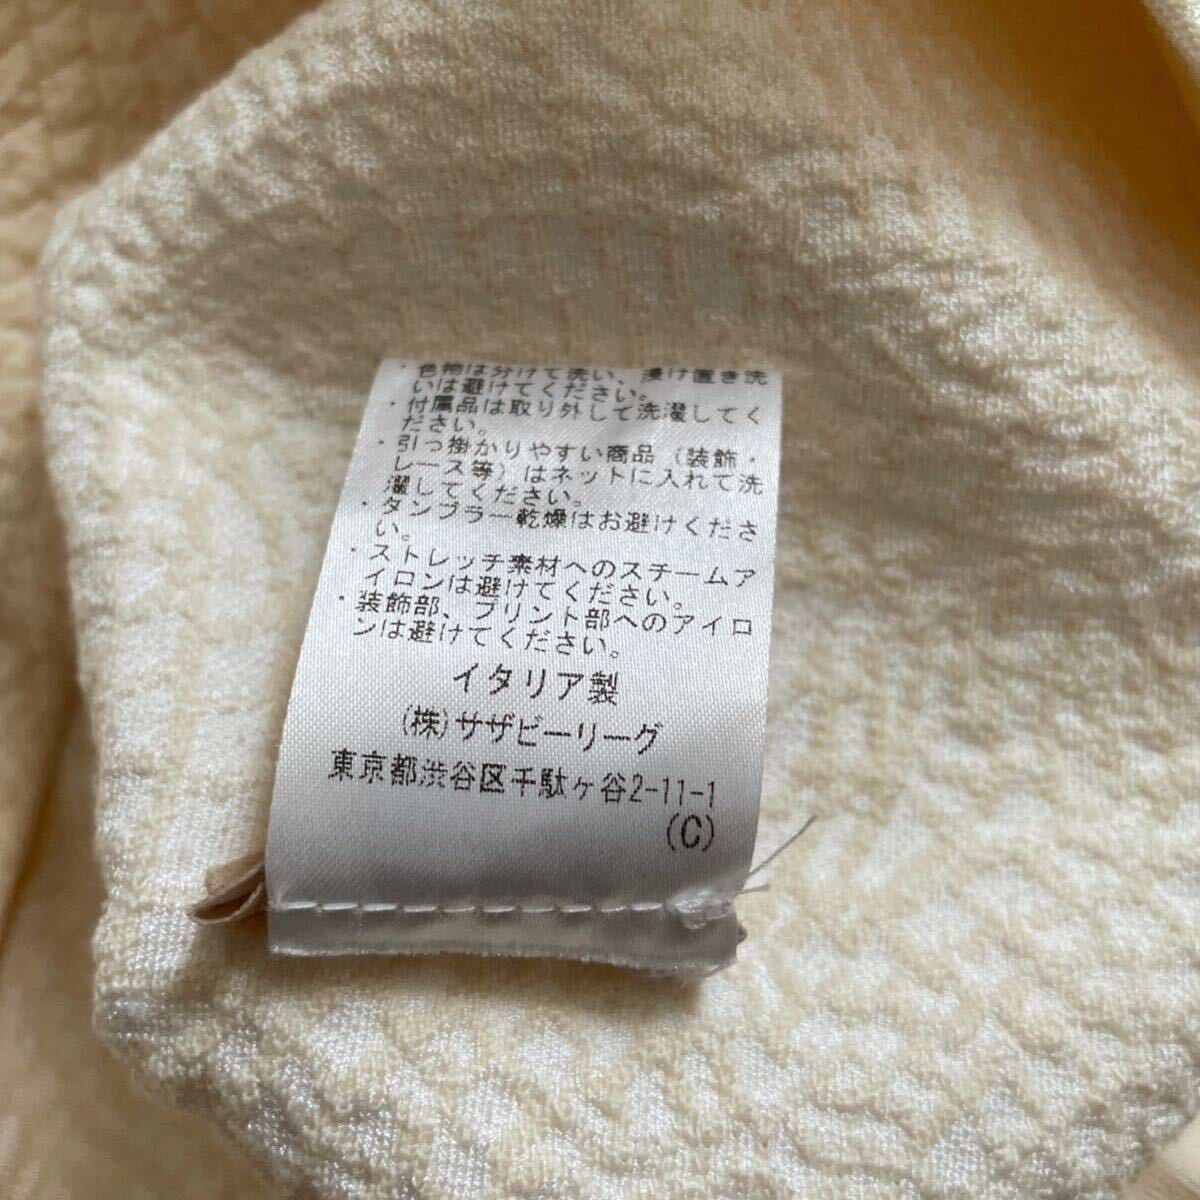 ・色物は分けて洗い、浸け置き洗
いは避けてください。
・付属品は取り外して洗濯してく
ださい。
・引っ掛かりやすい商品（装飾・
レース等）はネットに入れて洗
濯してください。
・タンブラー乾燥はお避けくださ
い。
・ストレッチ素材へのスチームア
イロンは避けてください。
・装飾部、プリント部へのアイロ
ンは避けてください。
イタリア製
(株)サザビーリーグ
東京都渋谷区千駄ヶ谷2-11-1
(C)